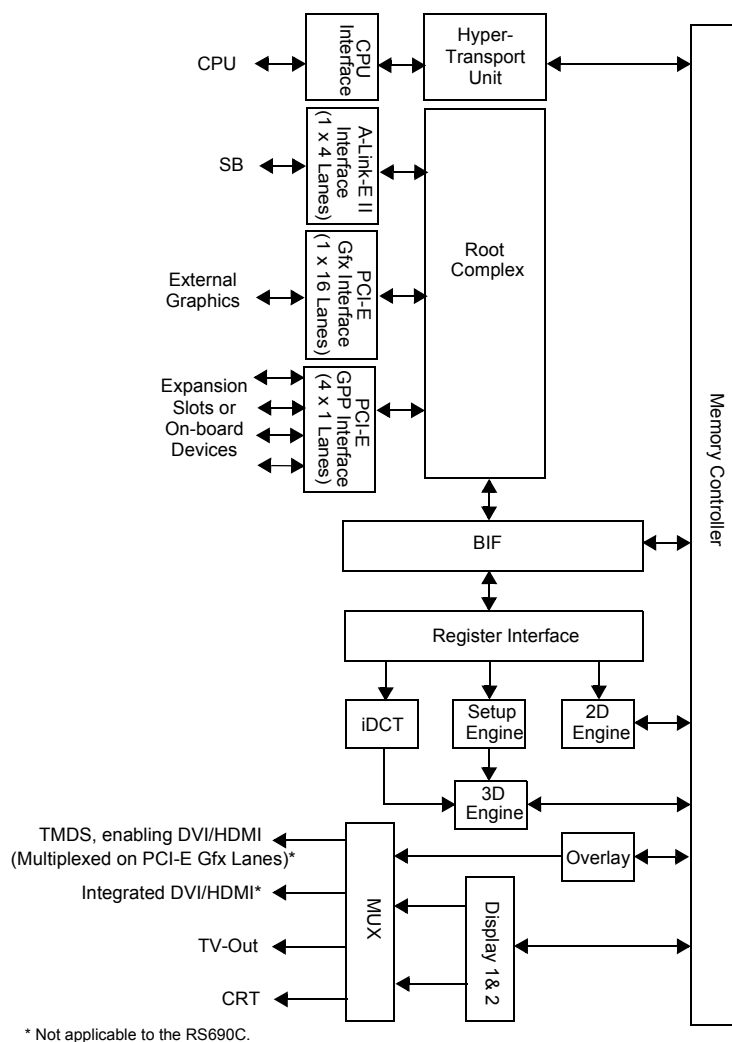 CPU
CPU
Interface
Hyper-
Transport
Unit
SB
A-Link-E II
Interface
(1 x 4 Lanes)
Root
Complex
External
Graphics
PCI-E
Gfx Interface
(1 x 16 Lanes)
Expansion
Slots or
On-board
Devices
PCI-E
GPP Interface
(4 x 1 Lanes)
Memory Controller
BIF
Register Interface
iDCT
Setup
Engine
2D
Engine
3D
Engine
TMDS, enabling DVI/HDMI
(Multiplexed on PCI-E Gfx Lanes)*
Integrated DVI/HDMI*
TV-Out
CRT
MUX
Overlay
Display 1& 2
* Not applicable to the RS690C.